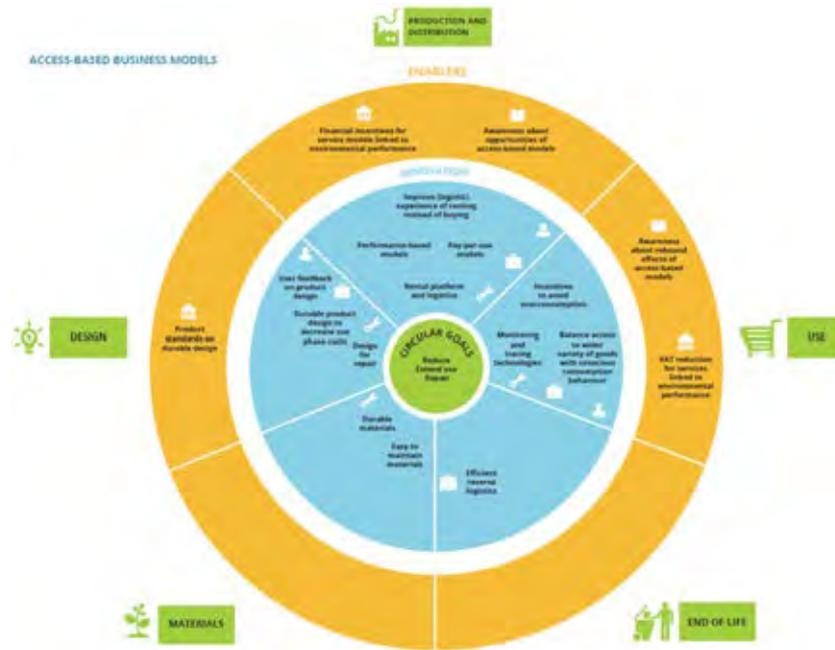 PRODUCTION AND
DISTRIBUTION
ACCESS-BASED BUSINESS MODELS
ENABLERS
Financial incentives for
service models linked to
environmental performance
Awareness about
opportunities of
access-based models
INNOVATION
Improve (logistic)
experience of renting
instead of buying
Performance-based
models
Pay-per-use
models
Rental platform
and logistics
Awareness
about rebound
effects of
access-based
models
User feedback
on product
design
Durable product
design to
decrease use
phase costs
Design
for
repair
Incentives
to avoid
overconsumption
Monitoring
and
tracing
technologies
Balance access
to wider
variety of goods
with conscious
consumption
behaviour
Product
standards on
durable design
CIRCULAR GOALS
Reduce
Extend use
Repair
VAT reduction
for services
linked to
environmental
performance
DESIGN
USE
Durable
materials
Easy to
maintain
materials
Efficient
reverse
logistics
MATERIALS
END OF LIFE